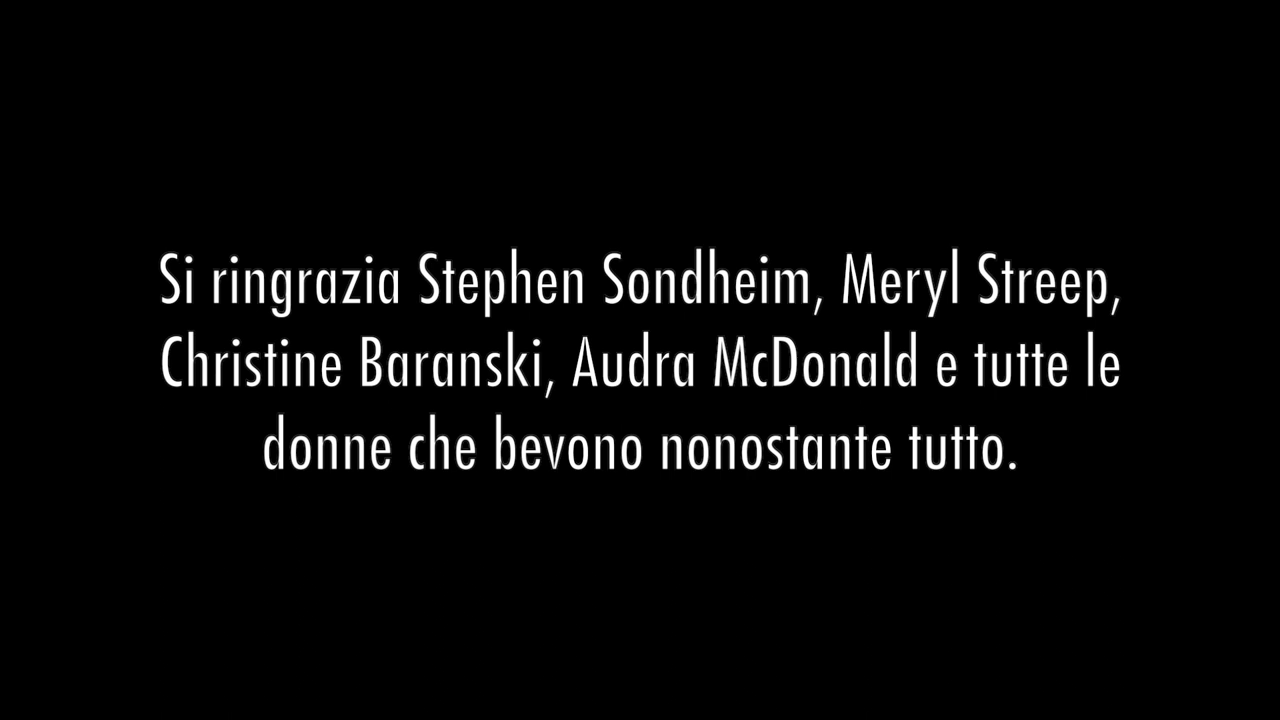 Si ringrazia Stephen Sondheim, Meryl Streep,
Christine Baranski, Audra McDonald e tutte le
donne che bevono nonostante tutto.